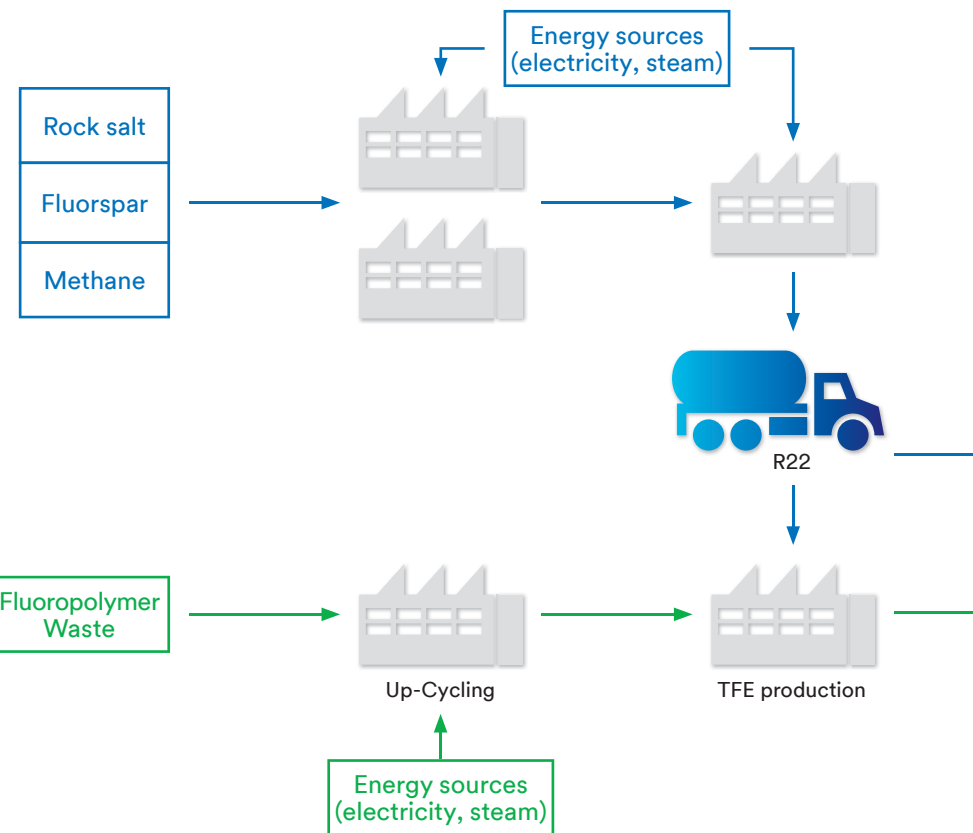 Energy sources
(electricity, steam)
Rock salt
Fluorspar
Methane
R22
Fluoropolymer
Waste
Up-Cycling
TFE production
Energy sources
(electricity, steam)